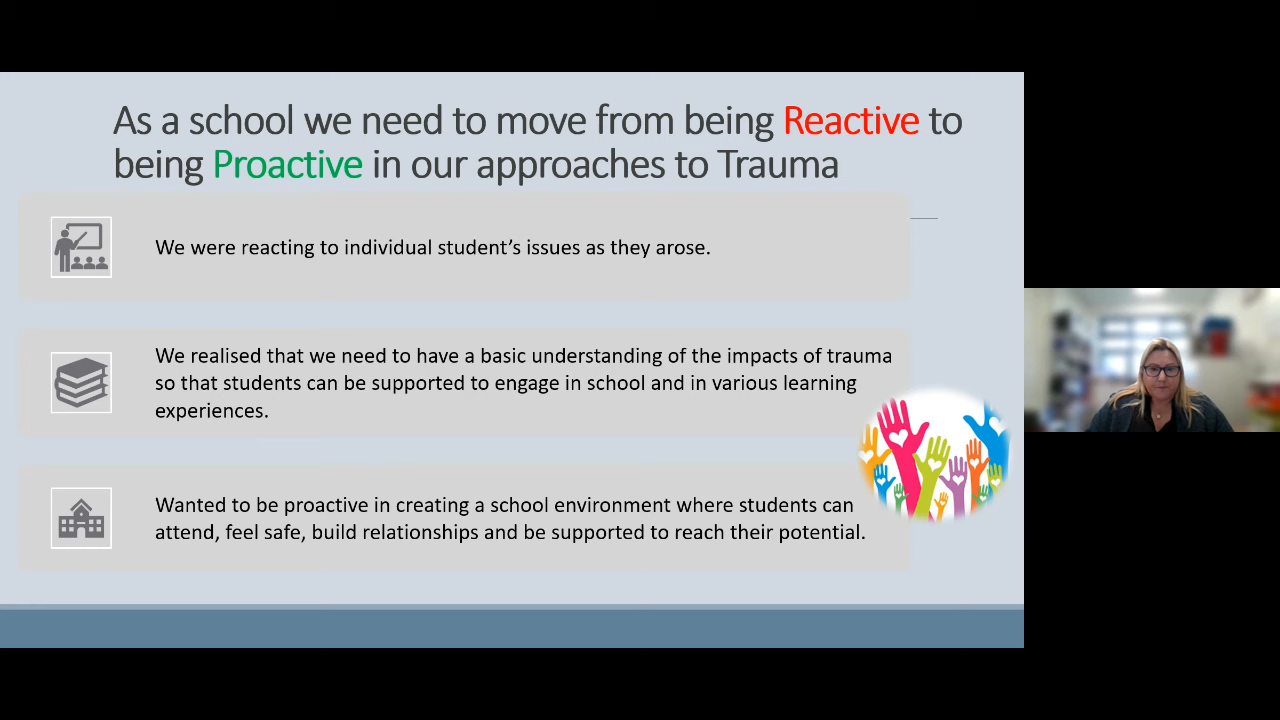 As a school we need to move from being Reactive to
being Proactive in our approaches to Trauma
We were reacting to individual student’s issues as they arose.
We realised that we need to have a basic understanding of the impacts of trauma
so that students can be supported to engage in school and in various learning
experiences.
Wanted to be proactive in creating a school environment where students can
attend, feel safe, build relationships and be supported to reach their potential.